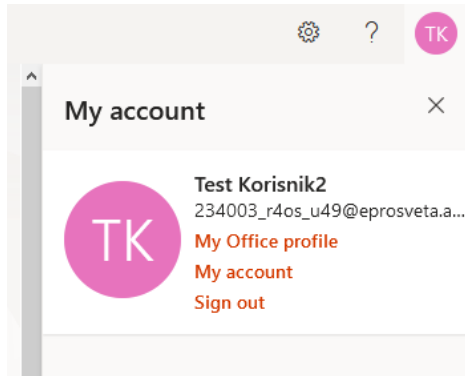 ?
TK
My account
TK
Test Korisnik2
234003_r4os_u49@eprosveta.a...
My Office profile
My account
Sign out